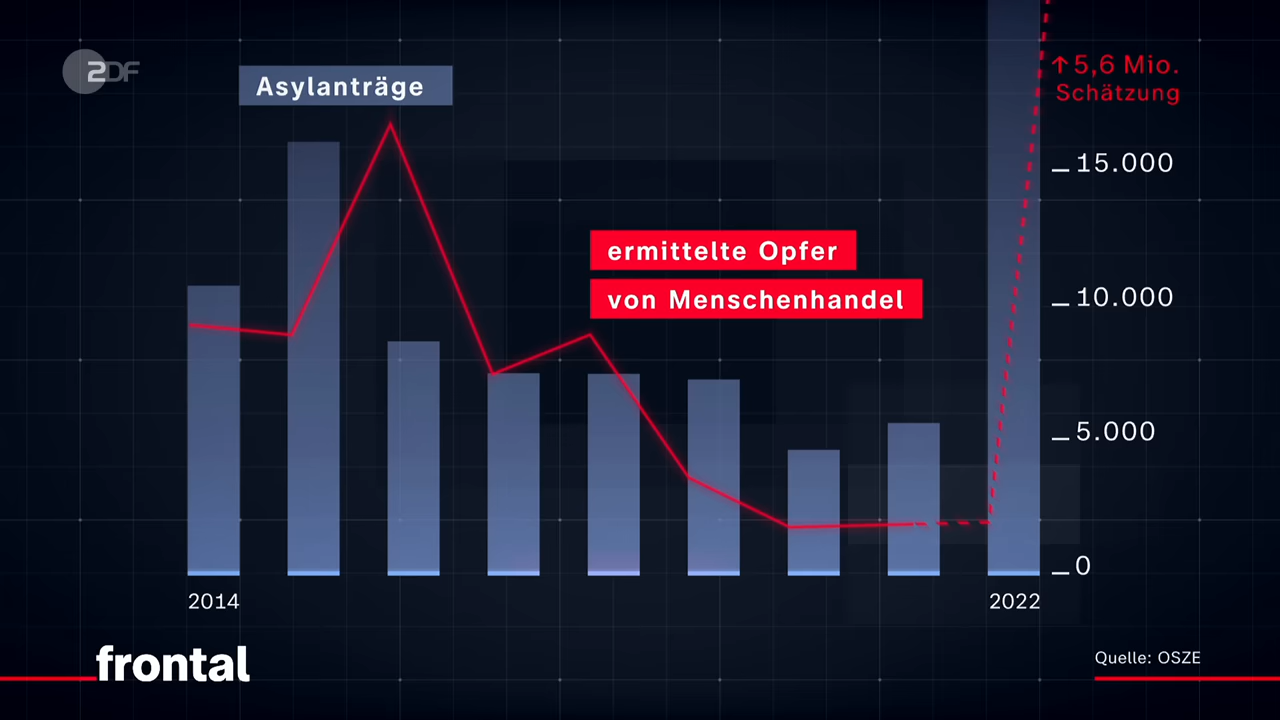 2DF
Asylanträge
↑5,6 Mio.
Schätzung
15.000
ermittelte Opfer
von Menschenhandel
10.000
5.000
0
2014
2022
frontal
Quelle: OSZE